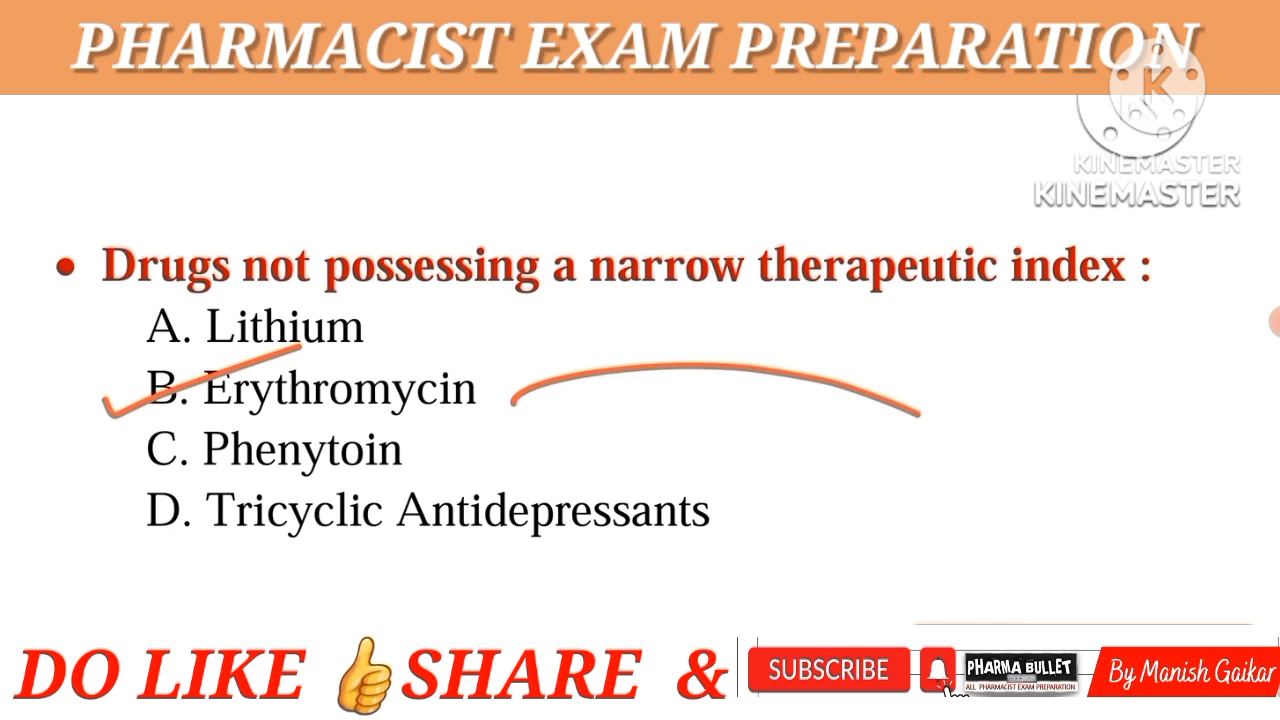 PHARMACIST EXAM PREPARATION
KINEMASTER
KINEMASTER
• Drugs not possessing a narrow therapeutic index :
A. Lithium
B. Erythromycin
C. Phenytoin
D. Tricyclic Antidepressants
DO LIKE 👍 SHARE & SUBSCRIBE
PHARMA BULLET
ALL PHARMACIST EXAM PREPARATION
By Manish Gaikar